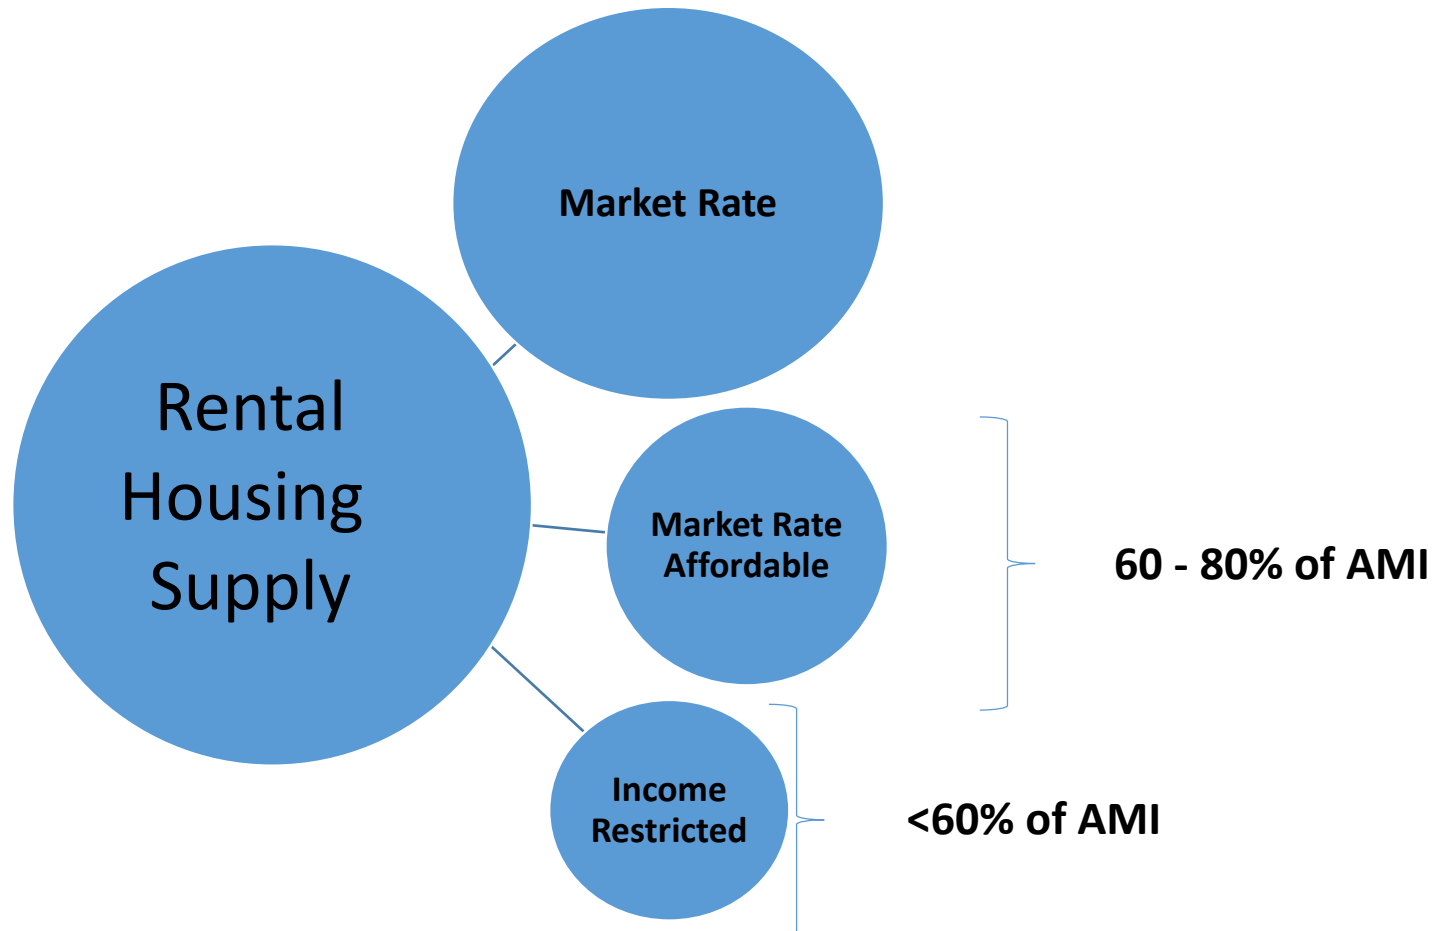 Rental
Housing
Supply
Market Rate
Market Rate
Affordable
60 - 80% of AMI
Income
Restricted
<60% of AMI